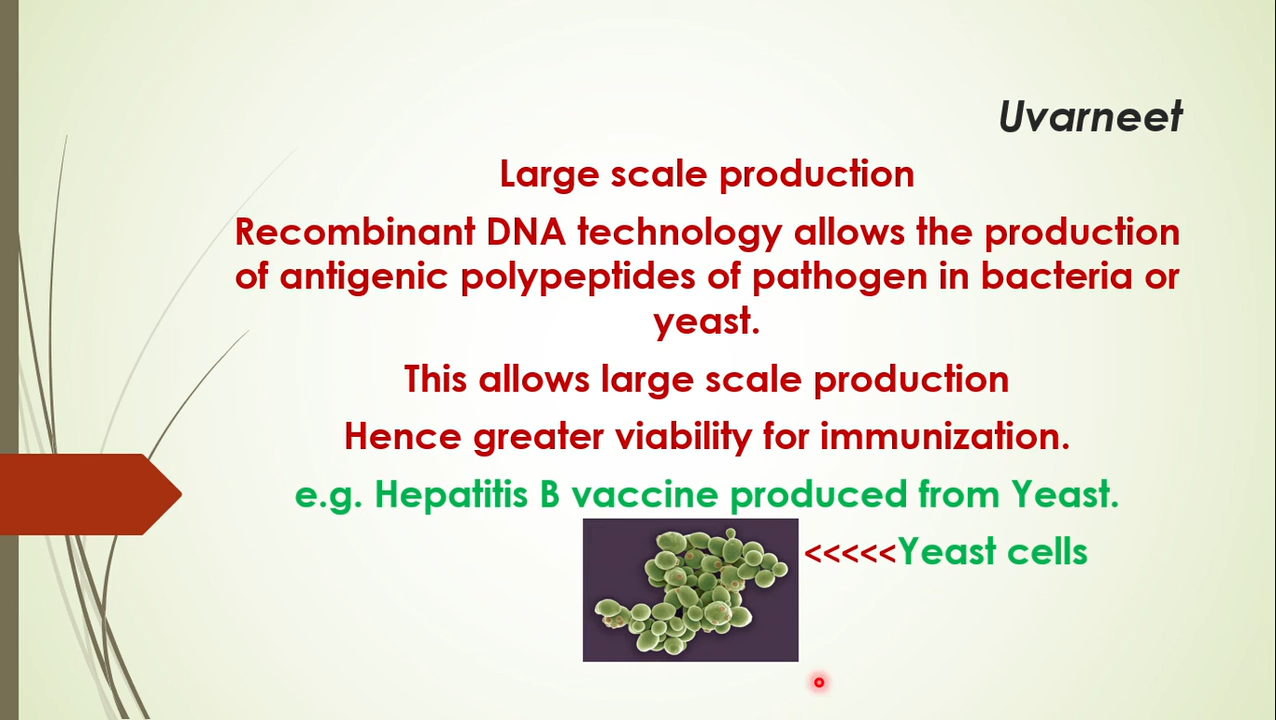 Uvarneet
Large scale production
Recombinant DNA technology allows the production
of antigenic polypeptides of pathogen in bacteria or
yeast.
This allows large scale production
Hence greater viability for immunization.
e.g. Hepatitis B vaccine produced from Yeast.
<<<<<Yeast cells